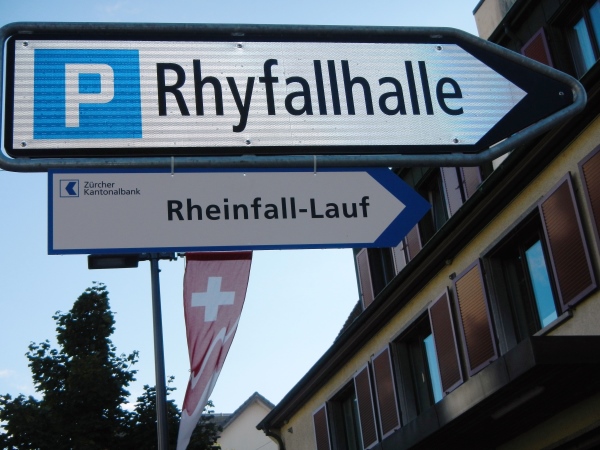 P Rhyfallhalle
Zürcher
Kantonalbank
Rheinfall-Lauf